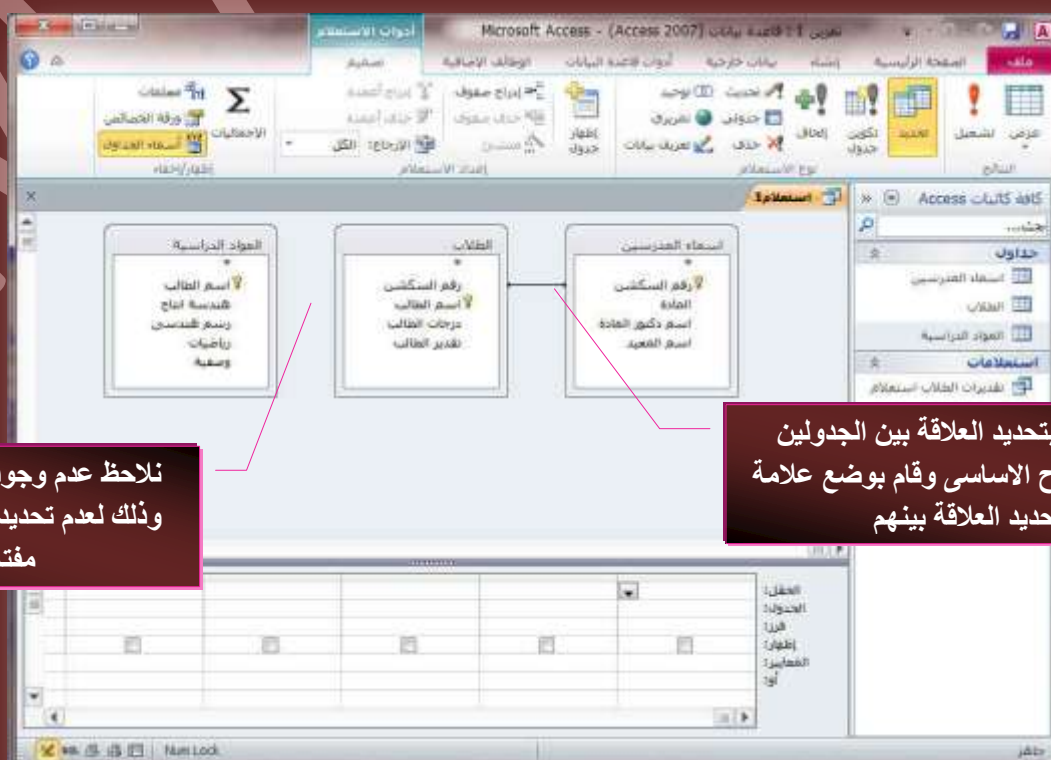 تمرين 1 : قاعدة بيانات (Access 2007) - Microsoft Access
أدوات الاستعلام
ملف
الصفحة الرئيسية
إنشاء
بيانات خارجية
أدوات قاعدة البيانات
الوظائف الإضافية
تصميم
عرض
تشغيل
تحديد
تكوين جدول
إلحاق
تحديث
جدولي
حذف
توحيد
تمريري
تعريف بيانات
إظهار جدول
إدراج صفوف
حذف صفوف
منشئ
إدراج أعمدة
حذف أعمدة
الإرجاع: الكل
الإجماليات
معلمات
ورقة الخصائص
أسماء الجداول
النتائج
نوع الاستعلام
إعداد الاستعلام
إظهار/إخفاء
كافة كائنات Access
بحث...
جداول
اسماء المدرسين
الطلاب
المواد الدراسية
استعلامات
تقديرات الطلاب استعلام
استعلام1
اسماء المدرسين
*
رقم السكشن
المادة
اسم دكتور المادة
اسم المعيد
الطلاب
*
رقم السكشن
اسم الطالب
درجات الطالب
تقدير الطالب
المواد الدراسية
*
اسم الطالب
هندسة انتاج
رسم هندسى
رياضيات
وصفية
بتحديد العلاقة بين الجدولين
ح الاساسى وقام بوضع علامة
حديد العلاقة بينهم
نلاحظ عدم وجو
وذلك لعدم تحديد
مفت
الحقل:
الجدول:
فرز:
إظهار:
المعايير:
أو:
جاهز
Num Lock